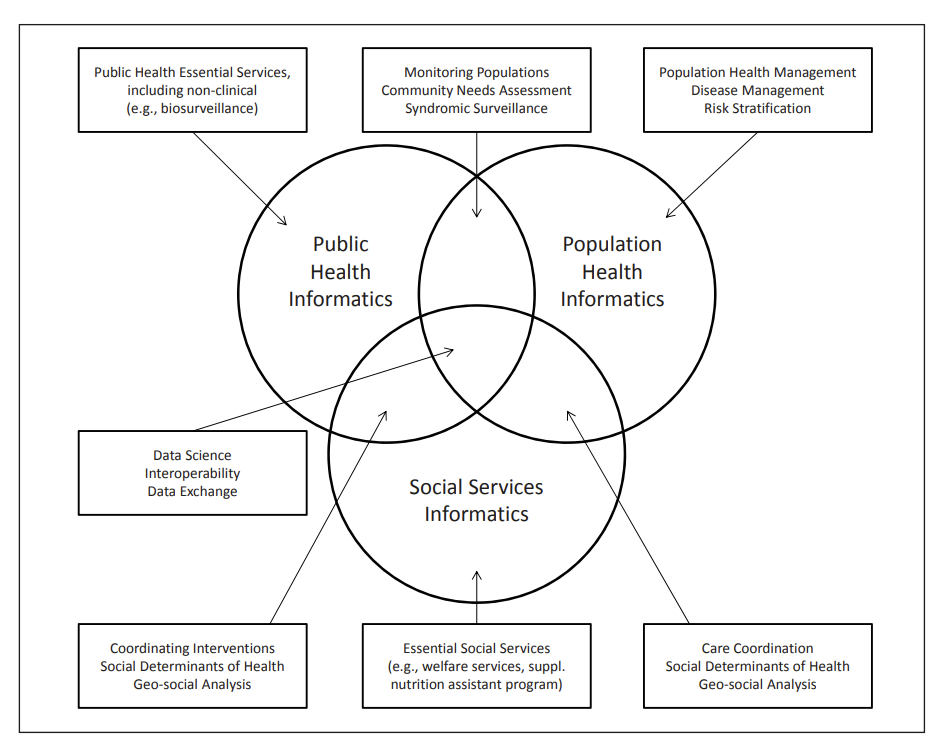 Public Health Essential Services,
including non-clinical
(e.g., biosurveillance)
Monitoring Populations
Community Needs Assessment
Syndromic Surveillance
Population Health Management
Disease Management
Risk Stratification
Public
Health
Informatics
Population
Health
Informatics
Data Science
Interoperability
Data Exchange
Social Services
Informatics
Coordinating Interventions
Social Determinants of Health
Geo-social Analysis
Essential Social Services
(e.g., welfare services, suppl.
nutrition assistant program)
Care Coordination
Social Determinants of Health
Geo-social Analysis